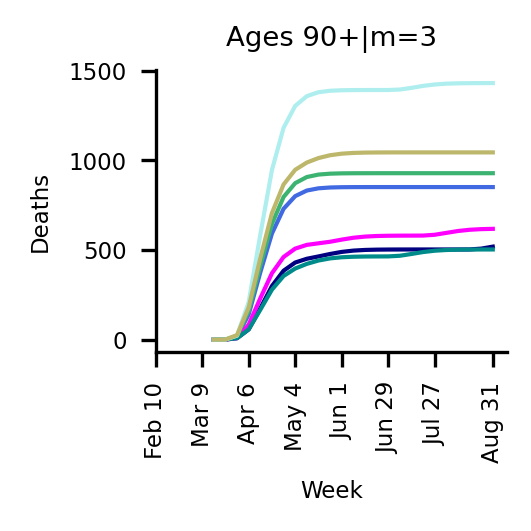 Ages 90+|m=3
1500
1000
500
0
Deaths
Feb 10
Mar 9
Apr 6
May 4
Jun 1
Jun 29
Jul 27
Aug 31
Week